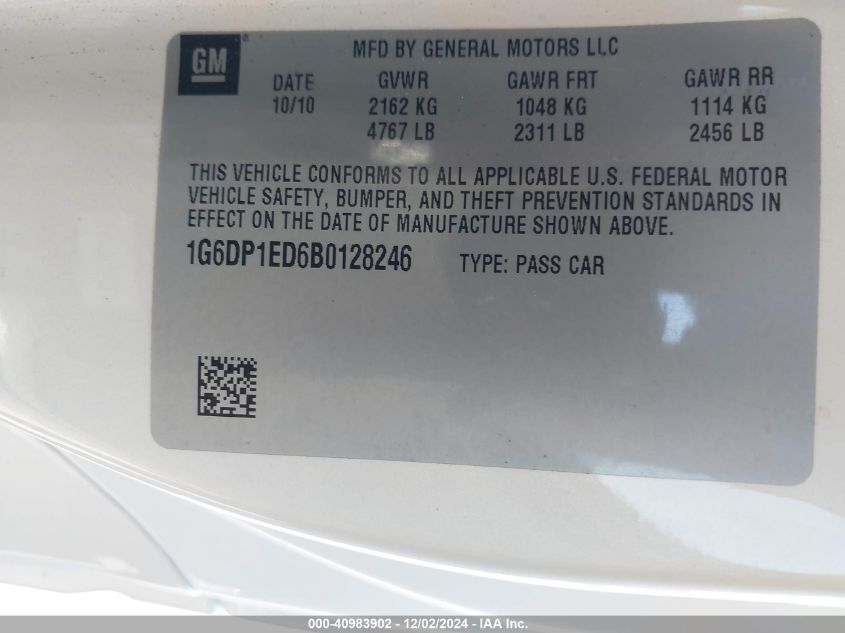 GM ®
MFD BY GENERAL MOTORS LLC
DATE GVWR GAWR FRT GAWR RR
10/10 2162 KG 1048 KG 1114 KG
4767 LB 2311 LB 2456 LB
THIS VEHICLE CONFORMS TO ALL APPLICABLE U.S. FEDERAL MOTOR
VEHICLE SAFETY, BUMPER, AND THEFT PREVENTION STANDARDS IN
EFFECT ON THE DATE OF MANUFACTURE SHOWN ABOVE.
1G6DP1ED6B0128246 TYPE: PASS CAR
000-40983902 - 12/02/2024 - IAA Inc.